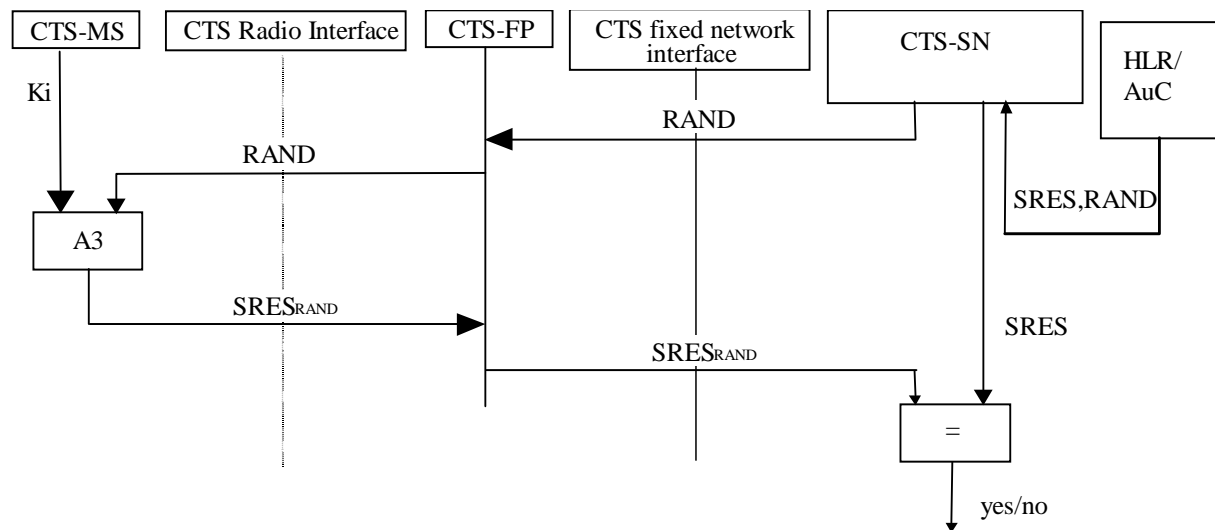 CTS-MS
CTS Radio Interface
CTS-FP
CTS fixed network
interface
CTS-SN
HLR/
AuC
Ki
RAND
RAND
SRES,RAND
A3
SRESRAND
SRES
SRESRAND
=
yes/no